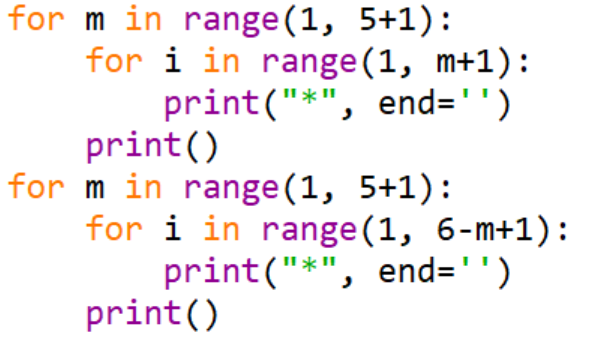 for m in range(1, 5+1):
    for i in range(1, m+1):
        print("*", end='')
    print()
for m in range(1, 5+1):
    for i in range(1, 6-m+1):
        print("*", end='')
    print()